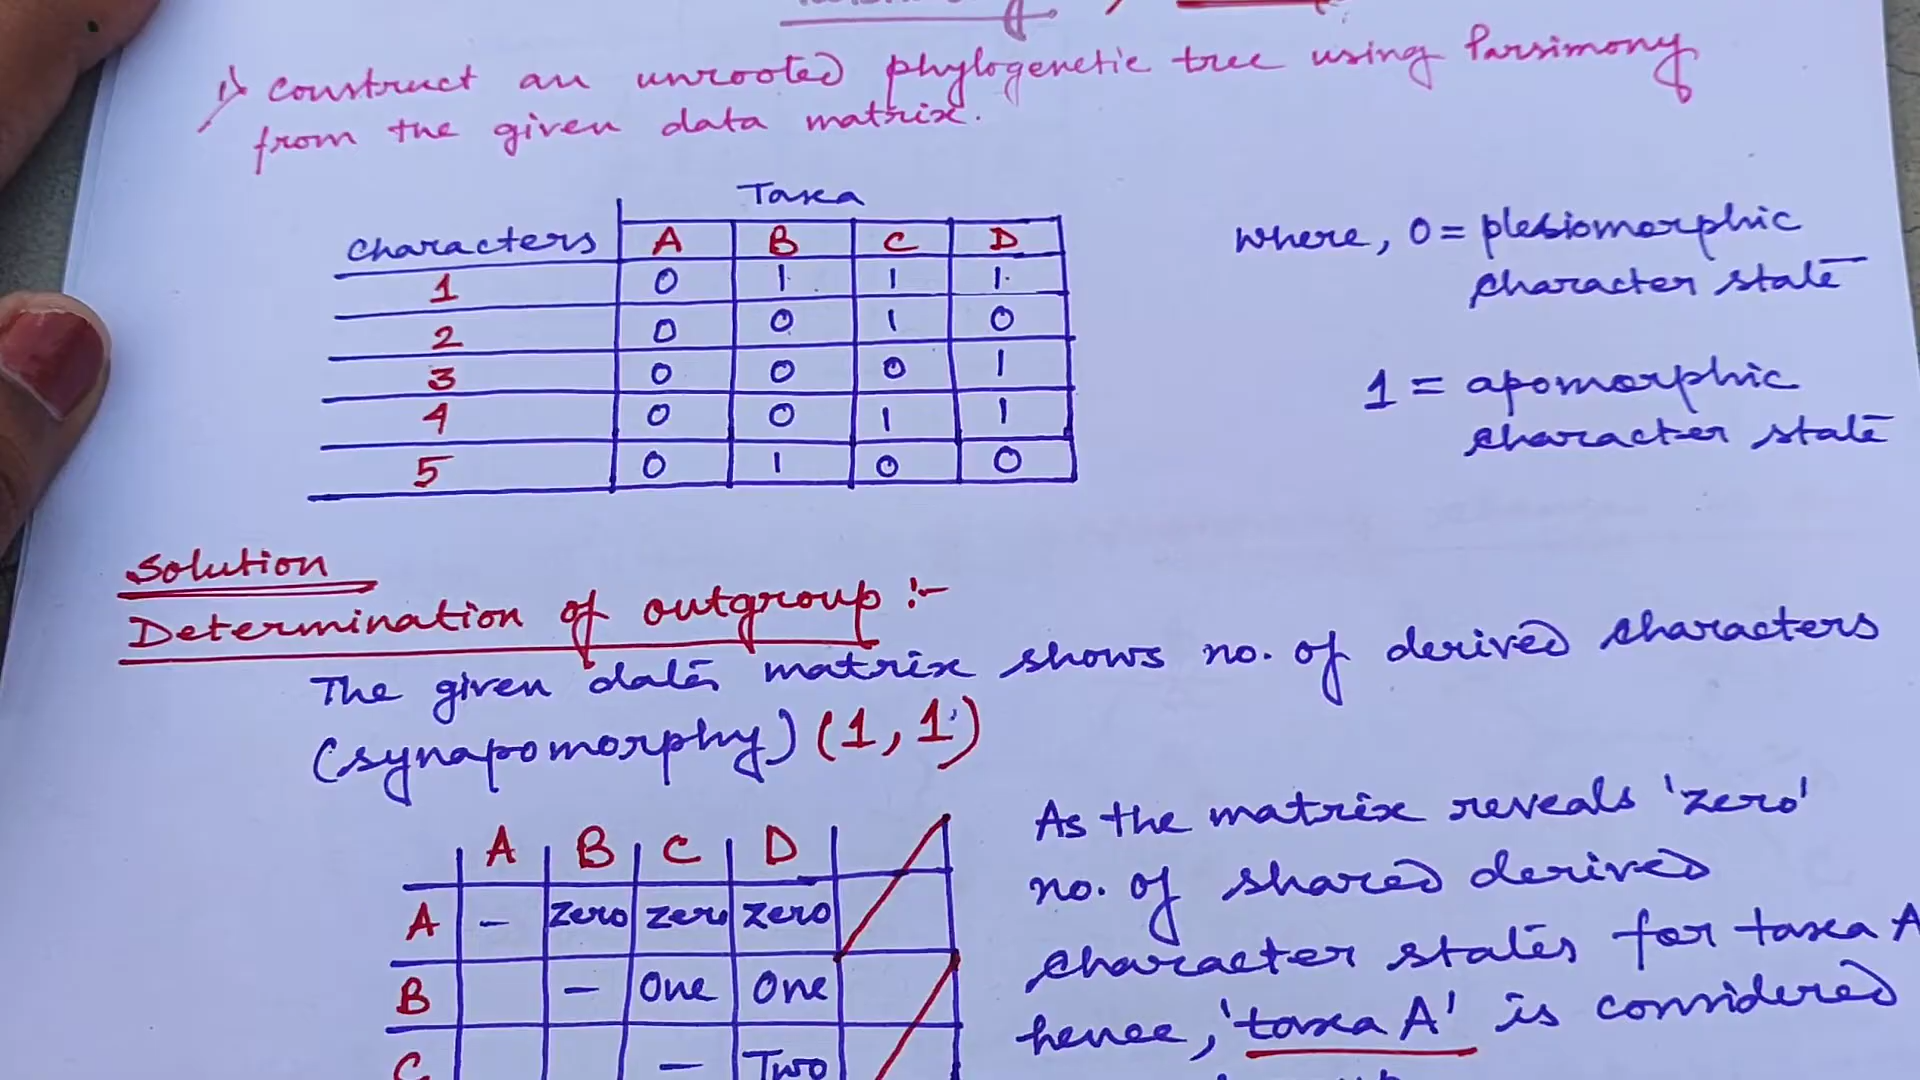 1) Construct an unrooted phylogenetic tree using Parsimony
from the given data matrix.
Taxa
Characters A B C D
1 0 1 1 1
2 0 0 1 0
3 0 0 0 1
4 0 0 1 1
5 0 1 0 0
where, 0 = plesiomorphic
character state
1 = apomorphic
character state
Solution
Determination of outgroup :-
The given data matrix shows no. of derived characters
(synapomorphy) (1, 1)
A B C D
A - zero zero zero
B - One One
C - Two
As the matrix reveals 'zero'
no. of shared derived
character states for taxa A
hence, 'taxa A' is considered